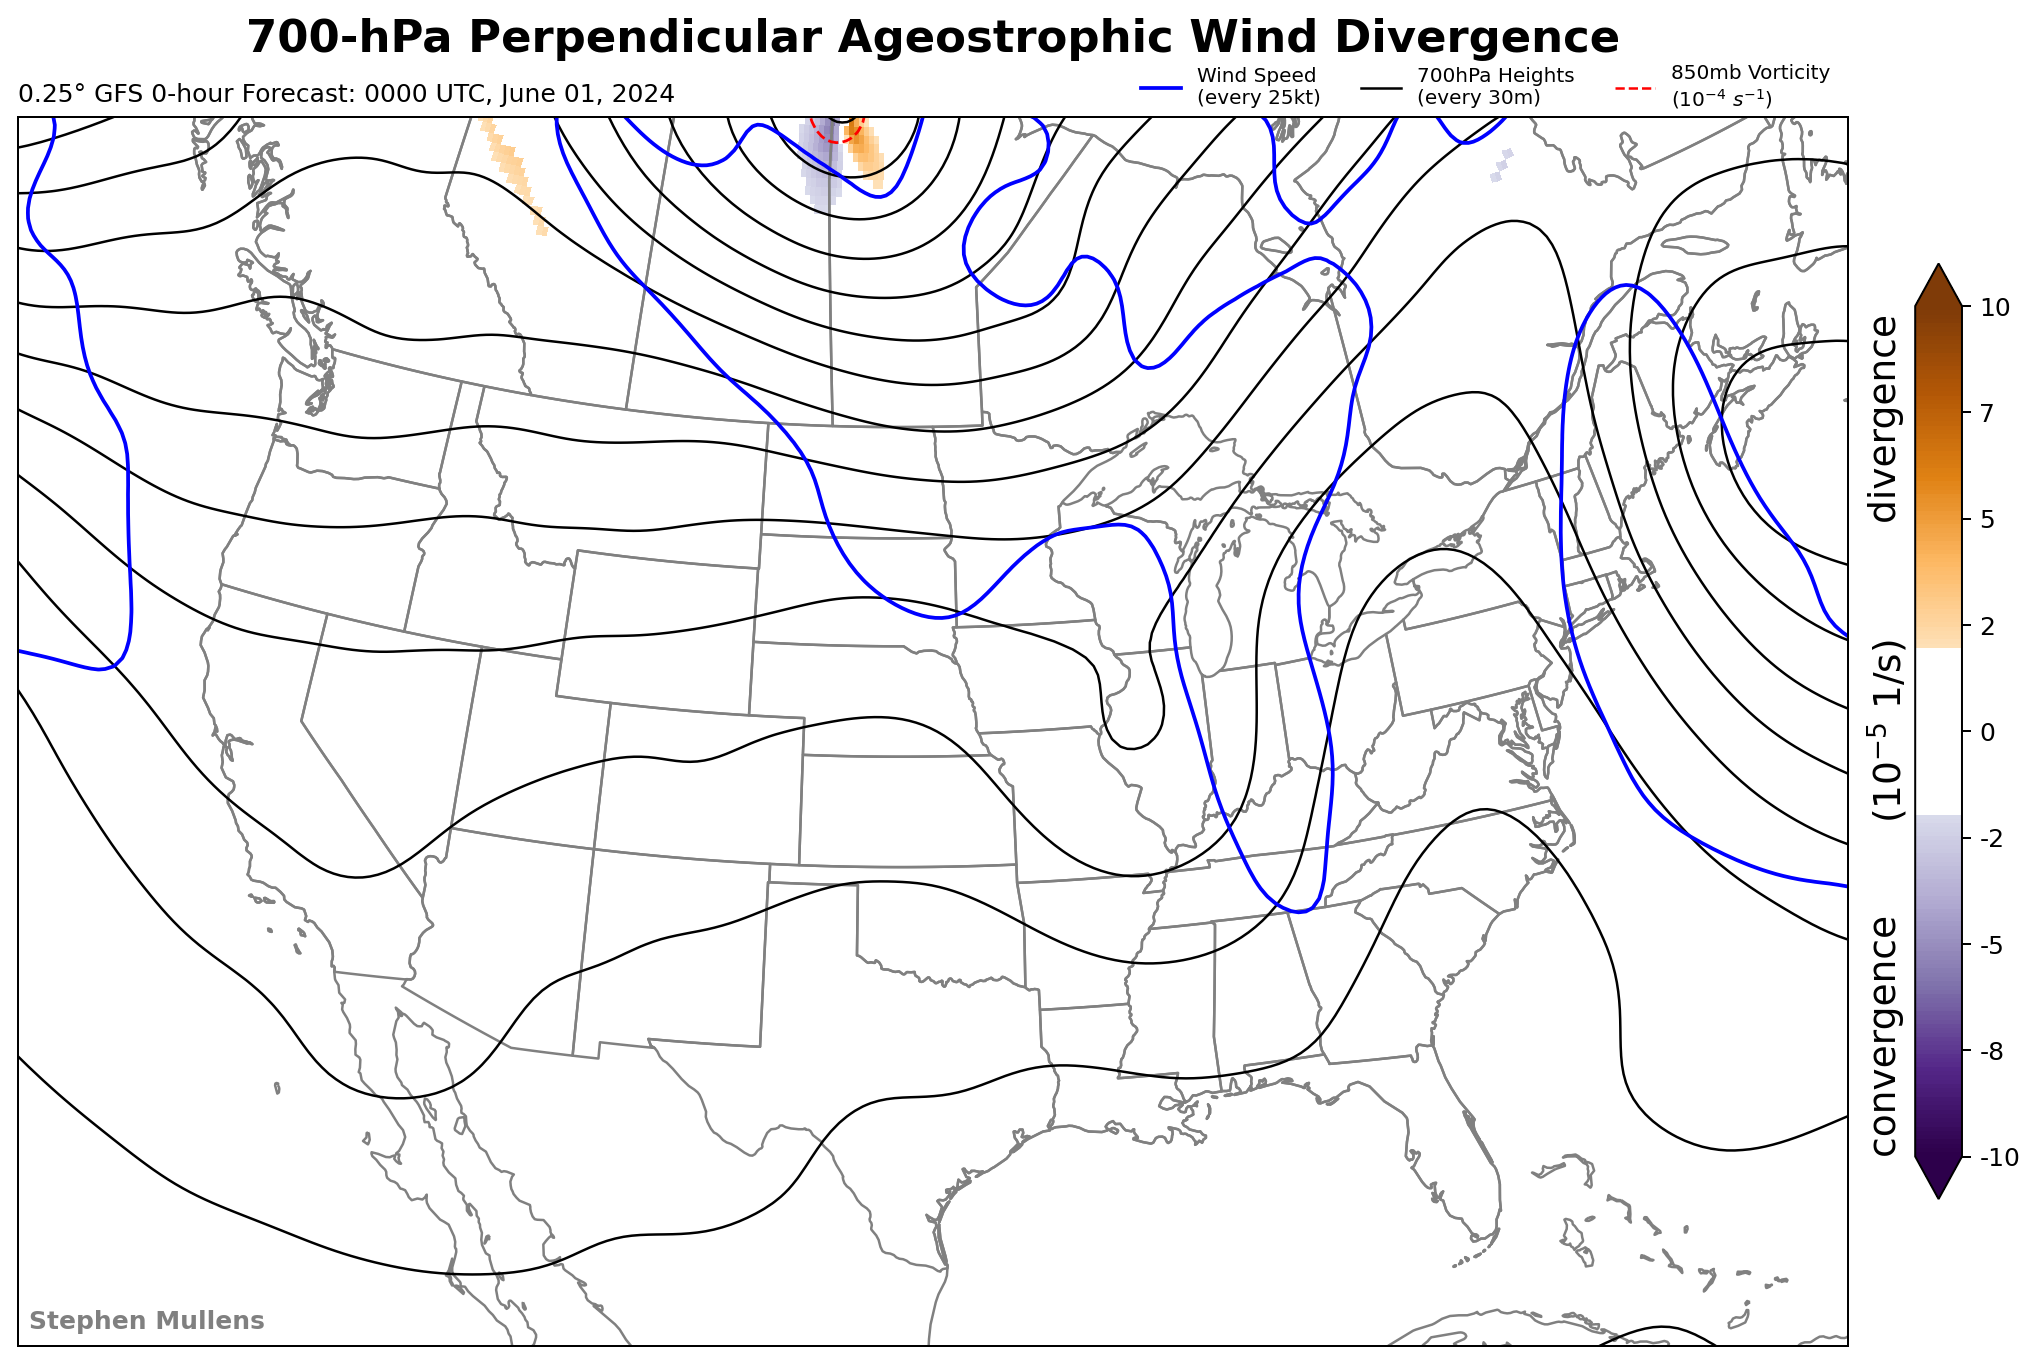 700-hPa Perpendicular Ageostrophic Wind Divergence
0.25° GFS 0-hour Forecast: 0000 UTC, June 01, 2024
Wind Speed
(every 25kt)
700hPa Heights
(every 30m)
850mb Vorticity
(10⁻⁴ s⁻¹)
convergence (10⁻⁵ 1/s) divergence
10
7
5
2
0
-2
-5
-8
-10
Stephen Mullens